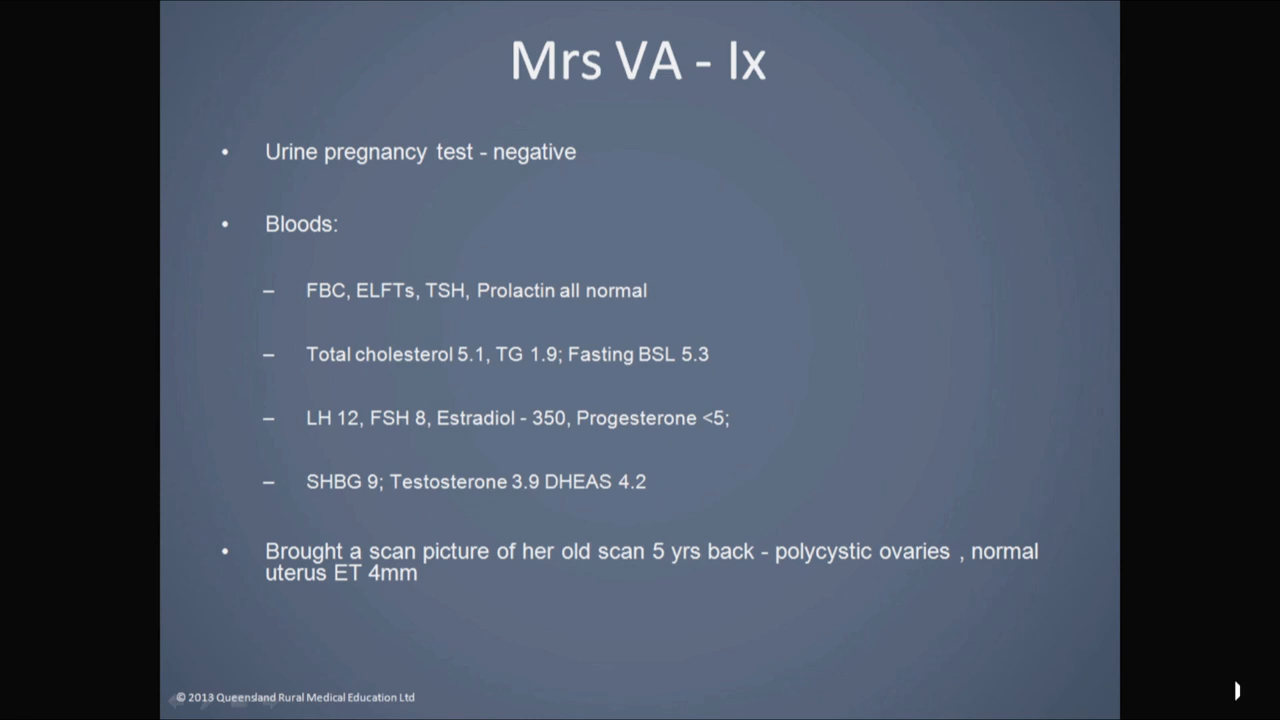 Mrs VA - Ix
• Urine pregnancy test - negative
• Bloods:
– FBC, ELFTs, TSH, Prolactin all normal
– Total cholesterol 5.1, TG 1.9; Fasting BSL 5.3
– LH 12, FSH 8, Estradiol - 350, Progesterone <5;
– SHBG 9; Testosterone 3.9 DHEAS 4.2
• Brought a scan picture of her old scan 5 yrs back - polycystic ovaries , normal
uterus ET 4mm
© 2013 Queensland Rural Medical Education Ltd